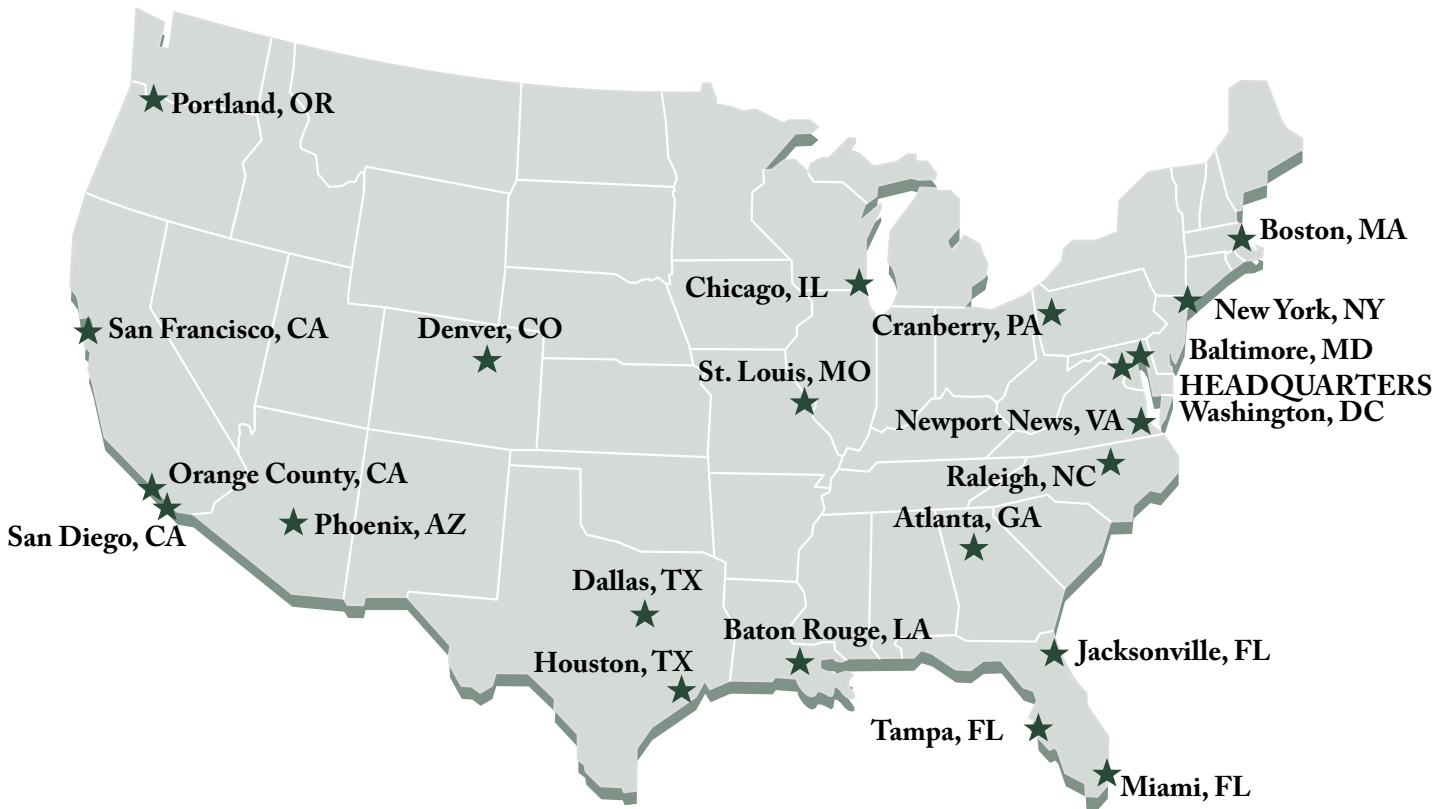 Portland, OR
Boston, MA
Chicago, IL
New York, NY
Cranberry, PA
San Francisco, CA
Denver, CO
Baltimore, MD
St. Louis, MO
HEADQUARTERS
Washington, DC
Newport News, VA
Orange County, CA
Raleigh, NC
Atlanta, GA
Phoenix, AZ
San Diego, CA
Dallas, TX
Baton Rouge, LA
Jacksonville, FL
Houston, TX
Tampa, FL
Miami, FL